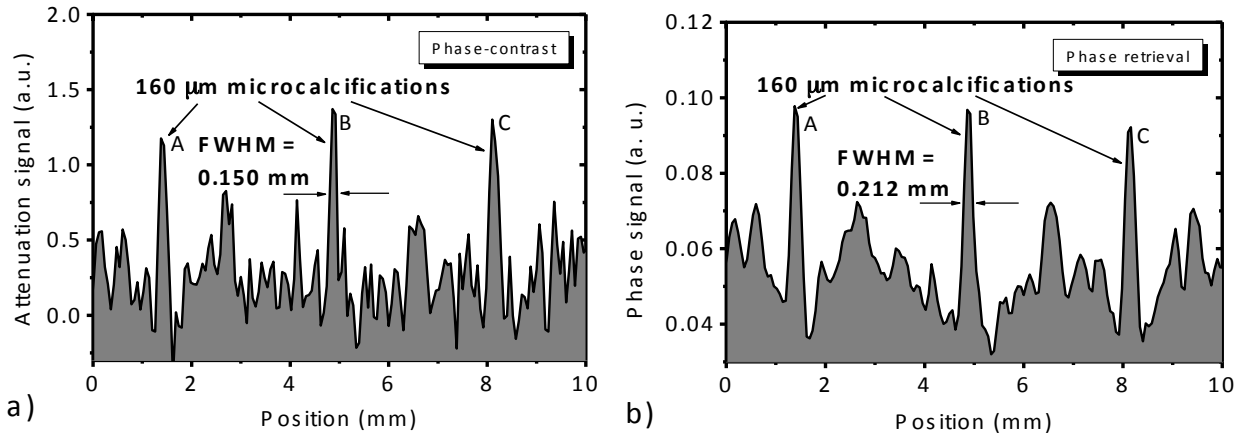 2.0
1.5
1.0
0.5
0.0
Attenuation signal (a.u.)
Phase-contrast
160 µm microcalcifications
A
B
C
FWHM =
0.150 mm
0 2 4 6 8 10
Position (mm)
a)
0.12
0.10
0.08
0.06
0.04
Phase signal (a. u.)
Phase retrieval
160 µm microcalcifications
A
B
C
FWHM =
0.212 mm
0 2 4 6 8 10
Position (mm)
b)